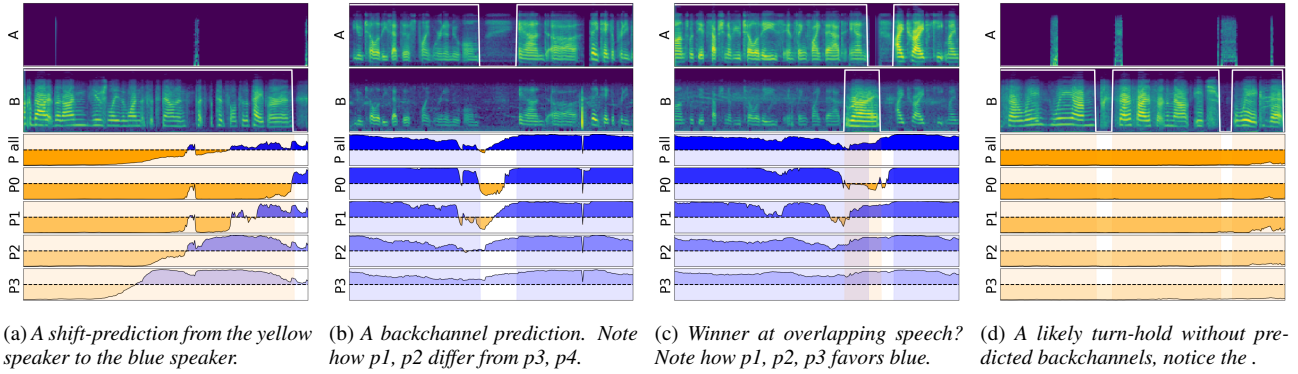 A
B
P all
P0
P1
P2
P3
(a) A shift-prediction from the yellow
speaker to the blue speaker.
A
B
P all
P0
P1
P2
P3
(b) A backchannel prediction. Note
how p1, p2 differ from p3, p4.
A
B
P all
P0
P1
P2
P3
(c) Winner at overlapping speech?
Note how p1, p2, p3 favors blue.
A
B
P all
P0
P1
P2
P3
(d) A likely turn-hold without pre-
dicted backchannels, notice the .